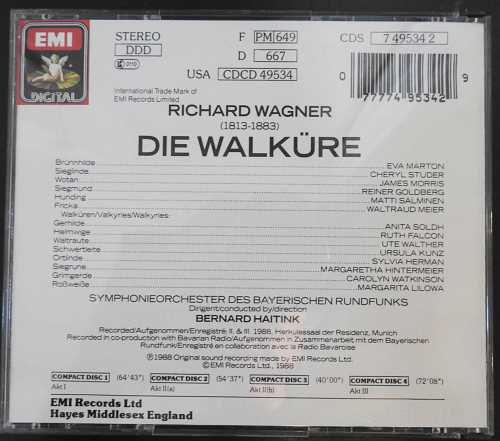 EMI
DIGITAL
STEREO
DDD
F PM 649
D 667
USA CDCD 49534
CDS 7 49534 2
0 77774 95342 9
International Trade Mark of
EMI Records Limited
RICHARD WAGNER
(1813-1883)
DIE WALKÜRE
Brünnhilde EVA MARTON
Sieglinde CHERYL STUDER
Wotan JAMES MORRIS
Siegmund REINER GOLDBERG
Hunding MATTI SALMINEN
Fricka WALTRAUD MEIER
Walküren/Valkyries/Walkyries:
Gerhilde ANITA SOLDH
Helmwige RUTH FALCON
Waltraute UTE WALTHER
Schwertleite URSULA KUNZ
Ortlinde SYLVIA HERMAN
Siegrune MARGARETHA HINTERMEIER
Grimgerde CAROLYN WATKINSON
Roßweiße MARGARITA LILOWA
SYMPHONIEORCHESTER DES BAYERISCHEN RUNDFUNKS
Dirigent/conducted by/direction
BERNARD HAITINK
Recorded/Aufgenommen/Enregistré: II. & III. 1988, Herkulessaal der Residenz, Munich
Recorded in co-production with Bavarian Radio/Aufgenommen in Zusammenarbeit mit dem Bayerischen
Rundfunk/Enregistré en collaboration avec la Radio Bavaroise
℗1988 Original sound recording made by EMI Records Ltd.
©EMI Records Ltd., 1988
COMPACT DISC 1 (64'43") COMPACT DISC 2 (54'37") COMPACT DISC 3 (40'00") COMPACT DISC 4 (72'08")
Akt I Akt II(a) Akt II(b) Akt III
EMI Records Ltd
Hayes Middlesex England